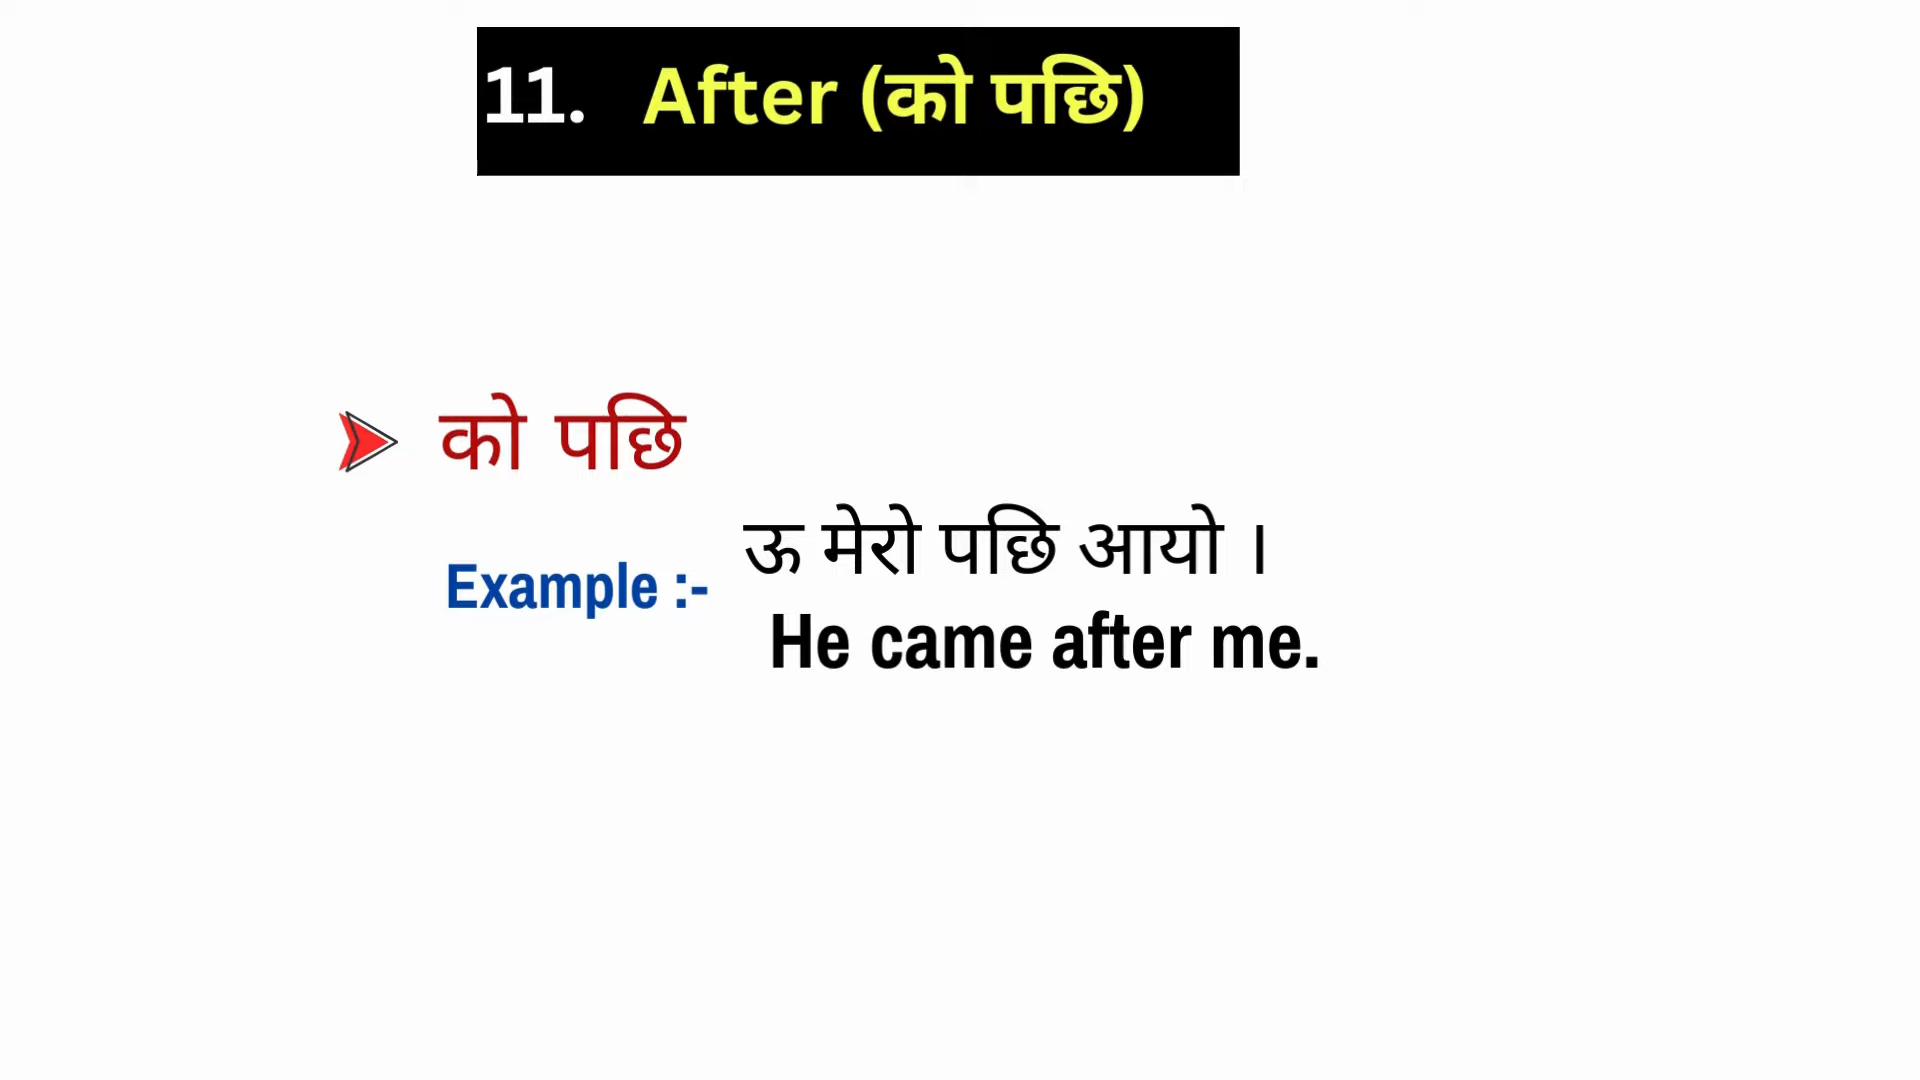 11. After (को पछि)
को पछि
ऊ मेरो पछि आयो ।
Example :-
He came after me.